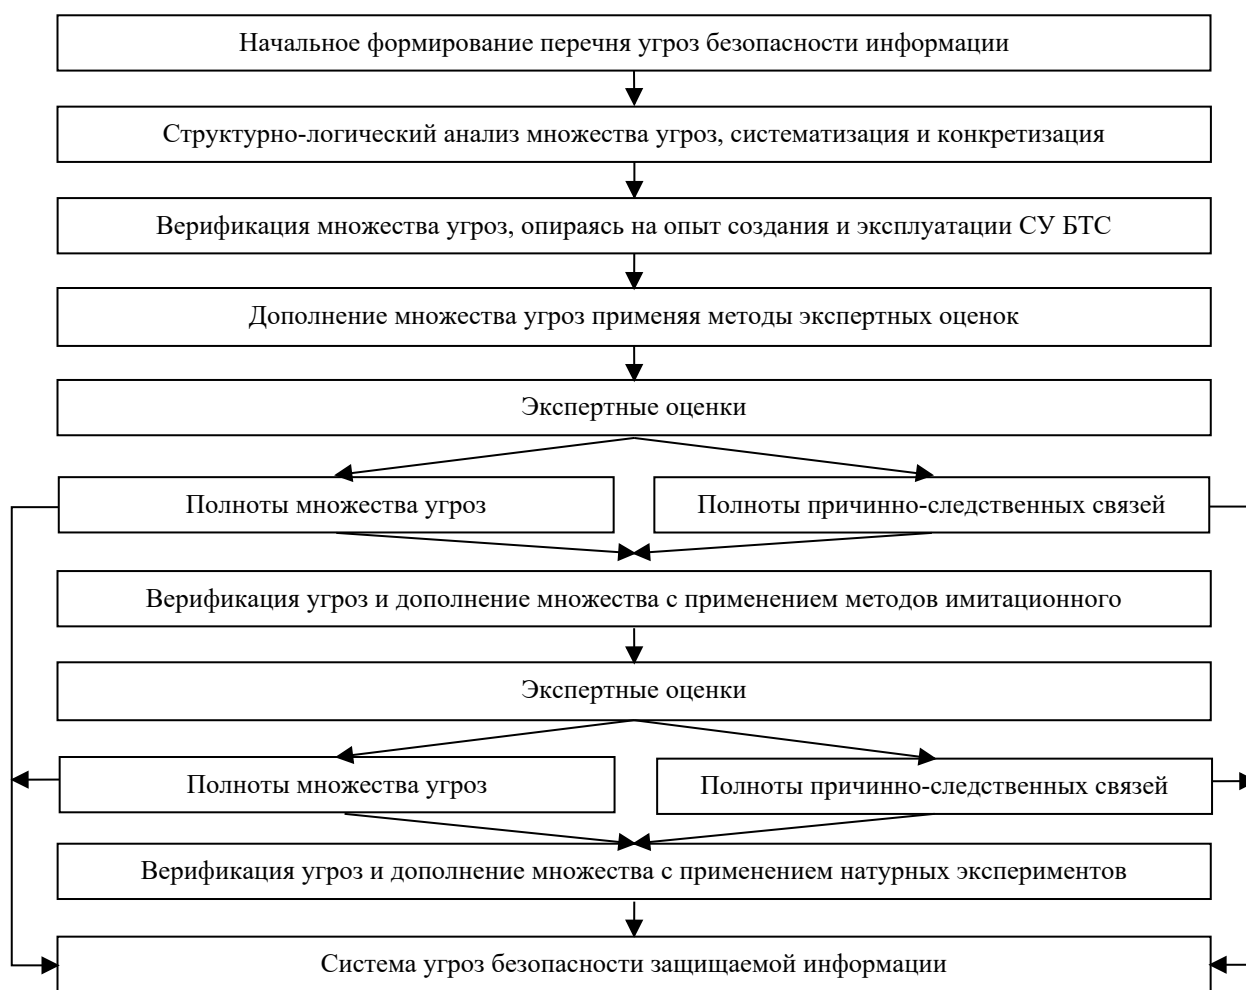 Начальное формирование перечня угроз безопасности информации
Структурно-логический анализ множества угроз, систематизация и конкретизация
Верификация множества угроз, опираясь на опыт создания и эксплуатации СУ БТС
Дополнение множества угроз применяя методы экспертных оценок
Экспертные оценки
Полноты множества угроз
Полноты причинно-следственных связей
Верификация угроз и дополнение множества с применением методов имитационного
Экспертные оценки
Полноты множества угроз
Полноты причинно-следственных связей
Верификация угроз и дополнение множества с применением натурных экспериментов
Система угроз безопасности защищаемой информации